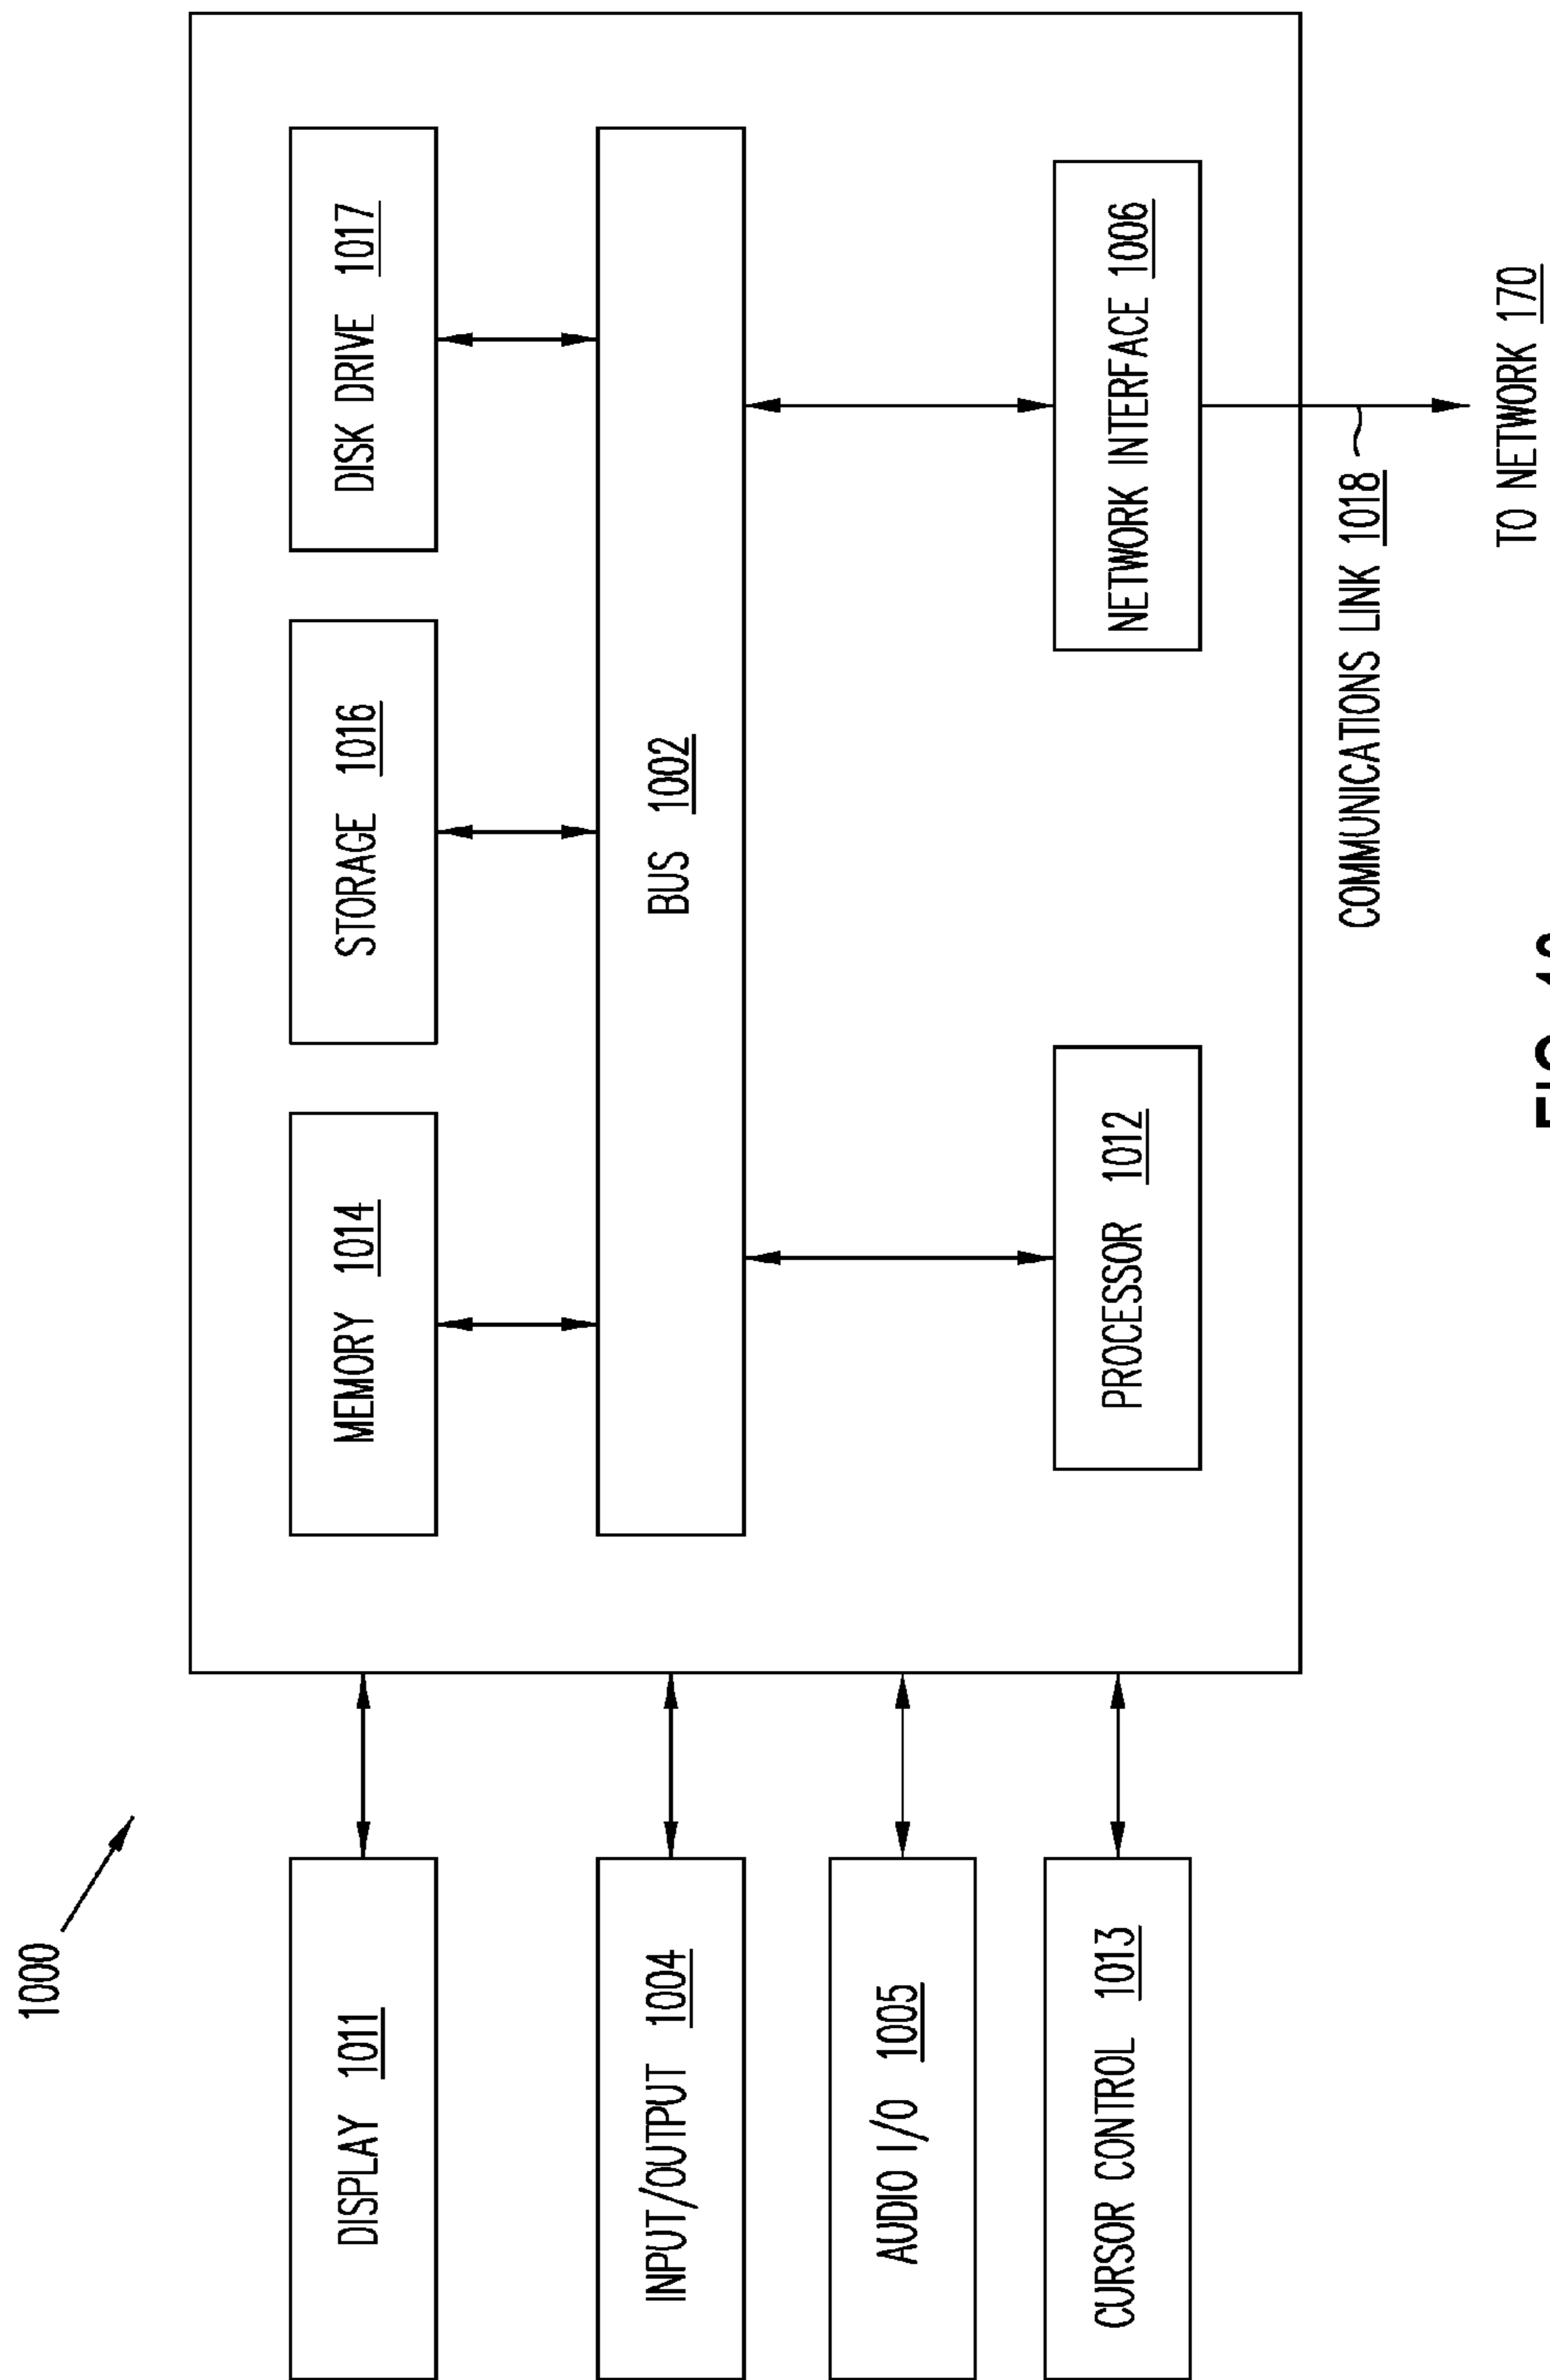 1000
DISPLAY 1011
MEMORY 1014
STORAGE 1016
DISK DRIVE 1017
INPUT/OUTPUT 1004
BUS 1002
AUDIO I/O 1005
CURSOR CONTROL 1013
PROCESSOR 1012
NETWORK INTERFACE 1006
COMMUNICATIONS LINK 1018
TO NETWORK 170